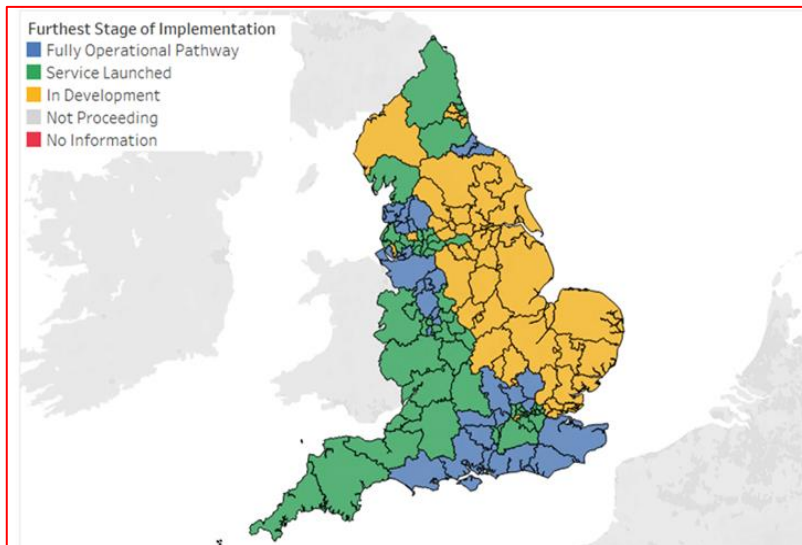 Furthest Stage of Implementation
Fully Operational Pathway
Service Launched
In Development
Not Proceeding
No Information